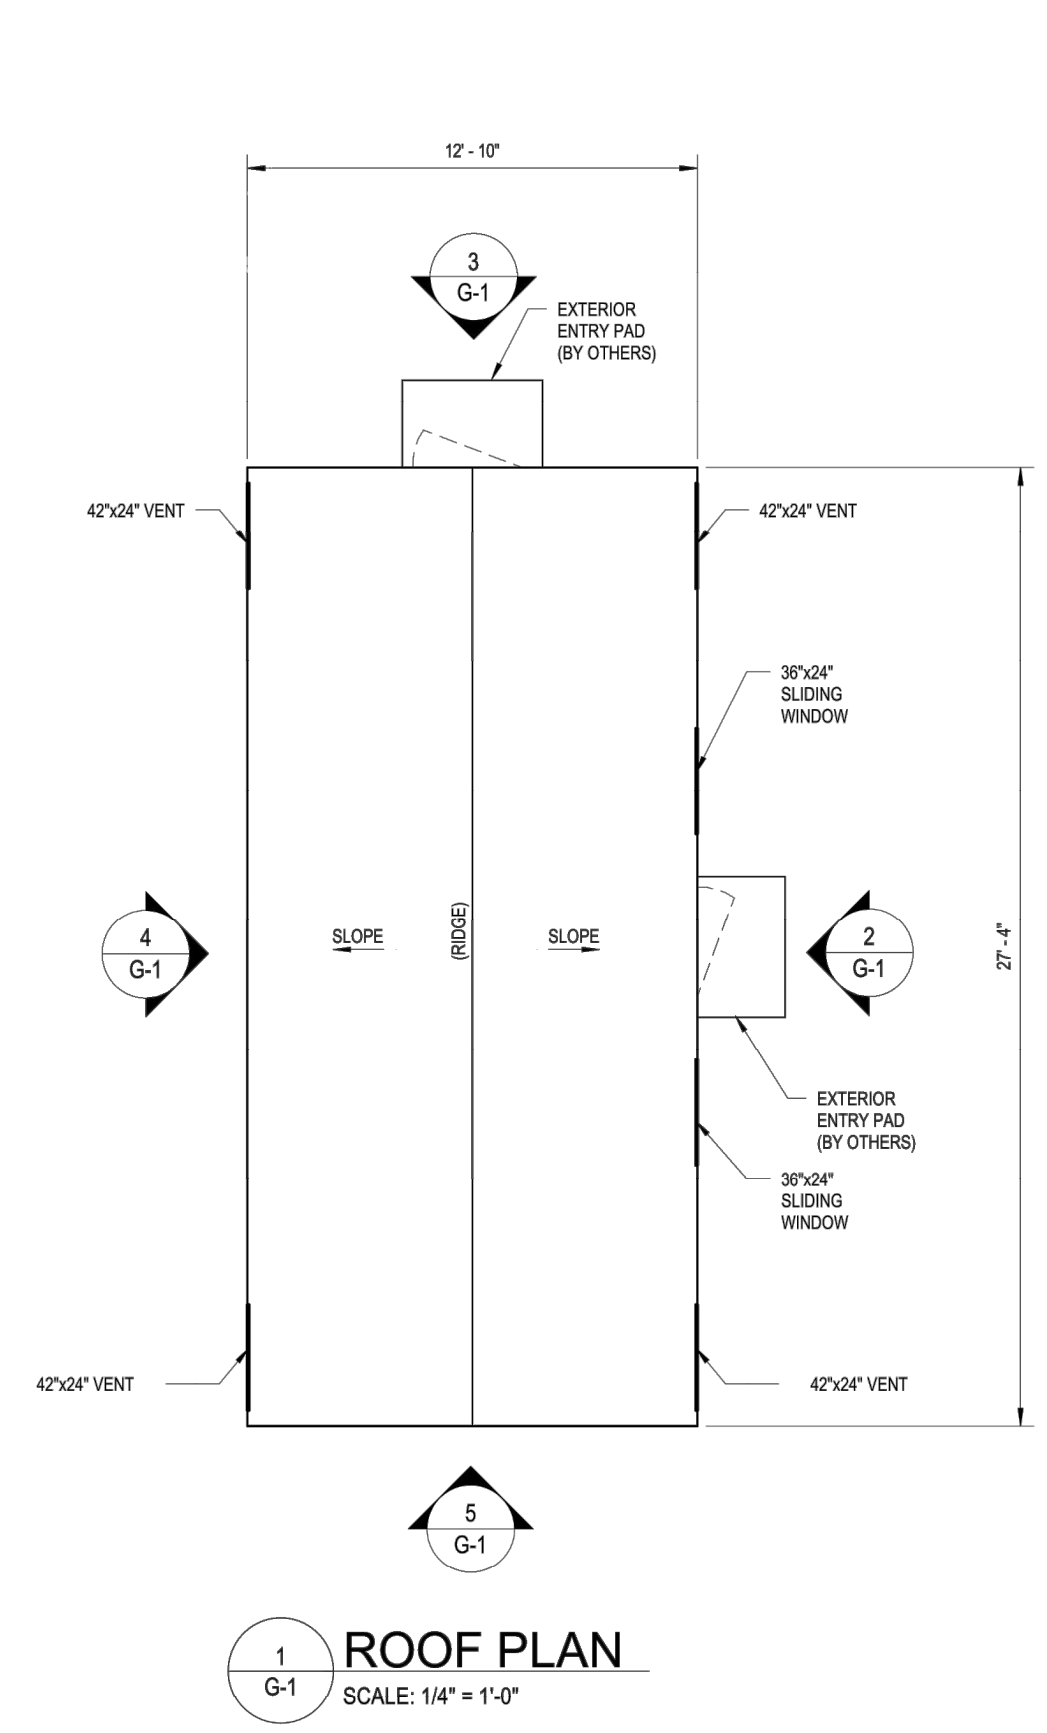 12' - 10"
3
G-1
EXTERIOR
ENTRY PAD
(BY OTHERS)
42"x24" VENT
42"x24" VENT
36"x24"
SLIDING
WINDOW
4
G-1
SLOPE
(RIDGE)
SLOPE
2
G-1
27' - 4"
EXTERIOR
ENTRY PAD
(BY OTHERS)
36"x24"
SLIDING
WINDOW
42"x24" VENT
42"x24" VENT
5
G-1
1
G-1
ROOF PLAN
SCALE: 1/4" = 1'-0"